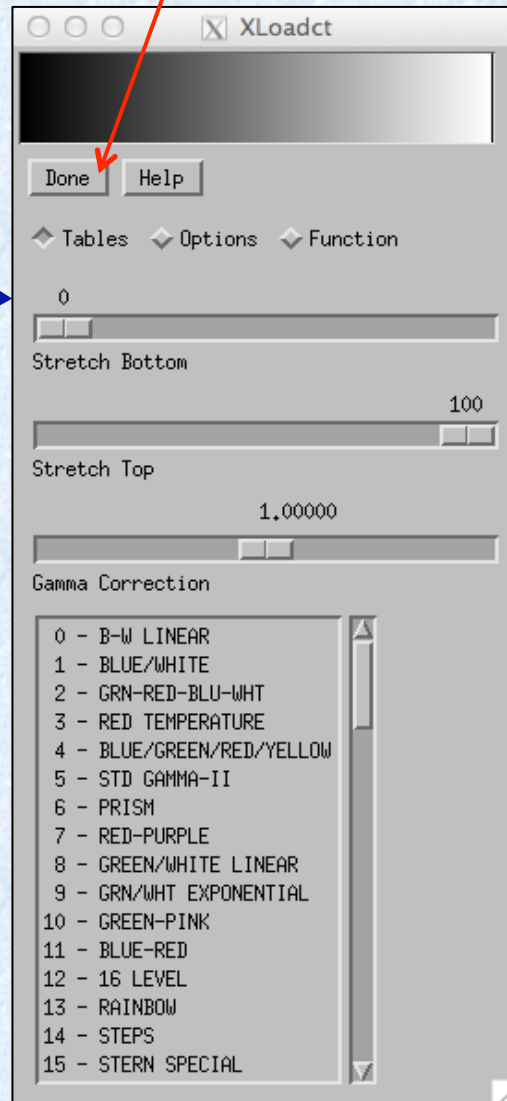 XLoadct
Done Help
Tables Options Function
0
Stretch Bottom
100
Stretch Top
1.00000
Gamma Correction
0 - B-W LINEAR
1 - BLUE/WHITE
2 - GRN-RED-BLU-WHT
3 - RED TEMPERATURE
4 - BLUE/GREEN/RED/YELLOW
5 - STD GAMMA-II
6 - PRISM
7 - RED-PURPLE
8 - GREEN/WHITE LINEAR
9 - GRN/WHT EXPONENTIAL
10 - GREEN-PINK
11 - BLUE-RED
12 - 16 LEVEL
13 - RAINBOW
14 - STEPS
15 - STERN SPECIAL